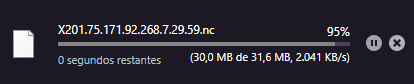 X201.75.171.92.268.7.29.59.nc 95%
0 segundos restantes (30,0 MB de 31,6 MB, 2.041 KB/s)